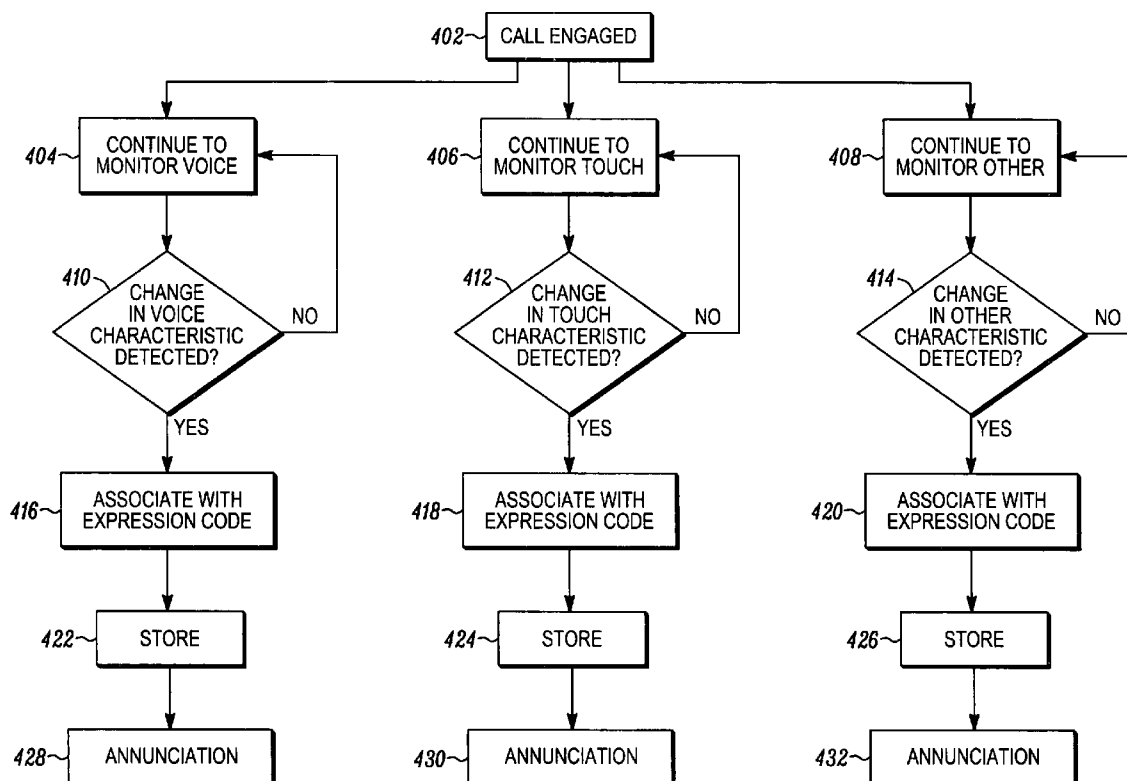 402 CALL ENGAGED
404 CONTINUE TO
MONITOR VOICE
406 CONTINUE TO
MONITOR TOUCH
408 CONTINUE TO
MONITOR OTHER
410 CHANGE
IN VOICE
CHARACTERISTIC
DETECTED?
NO
YES
412 CHANGE
IN TOUCH
CHARACTERISTIC
DETECTED?
NO
YES
414 CHANGE
IN OTHER
CHARACTERISTIC
DETECTED?
NO
YES
416 ASSOCIATE WITH
EXPRESSION CODE
418 ASSOCIATE WITH
EXPRESSION CODE
420 ASSOCIATE WITH
EXPRESSION CODE
422 STORE
424 STORE
426 STORE
428 ANNUNCIATION
430 ANNUNCIATION
432 ANNUNCIATION